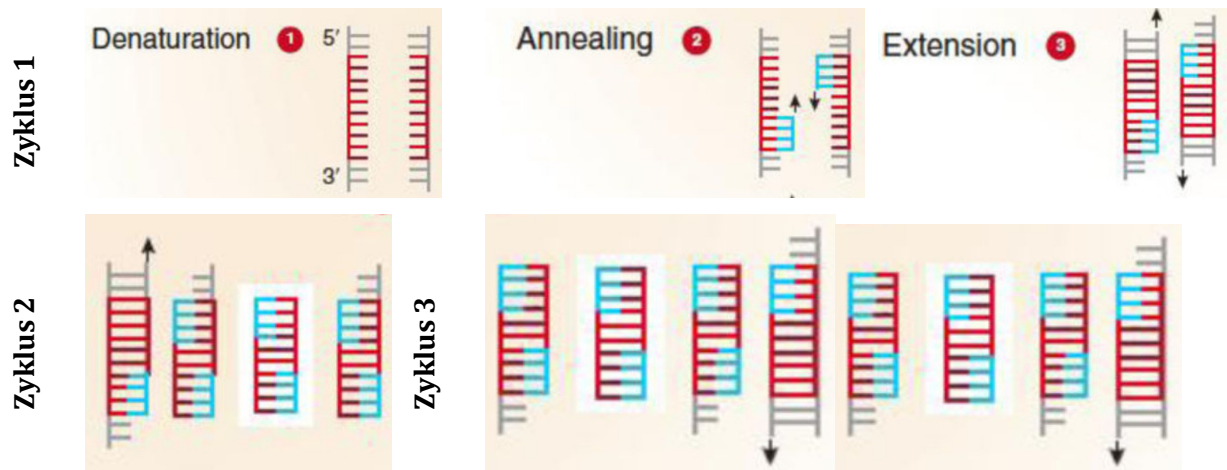 Zyklus 1
Denaturation 1
5′
3′
Annealing 2
Extension 3
Zyklus 2
Zyklus 3